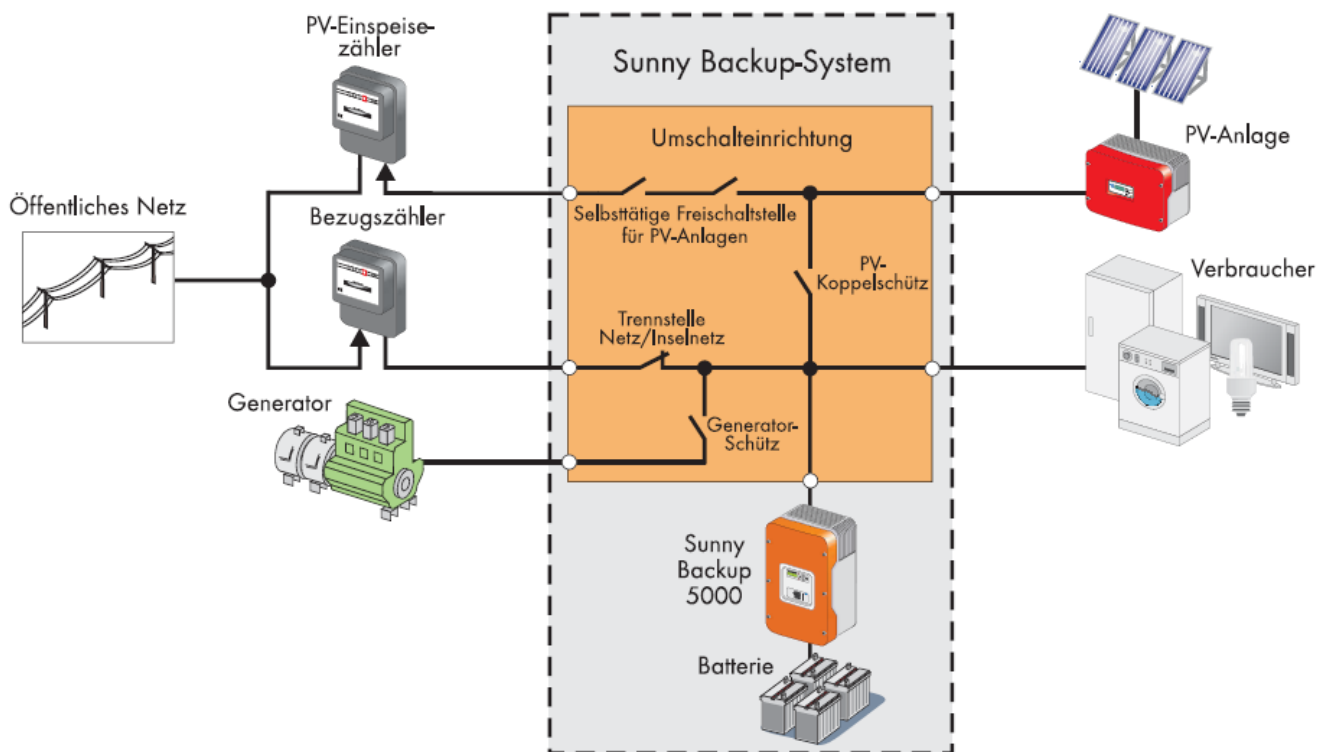 PV-Einspeise-
zähler
Sunny Backup-System
Umschalteinrichtung
PV-Anlage
Öffentliches Netz
Bezugszähler
Selbsttätige Freischaltstelle
für PV-Anlagen
PV-
Koppelschütz
Verbraucher
Trennstelle
Netz/Inselnetz
Generator
Generator-
Schütz
Sunny
Backup
5000
Batterie